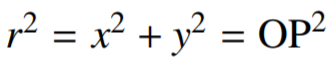 r² = x² + y² = OP²